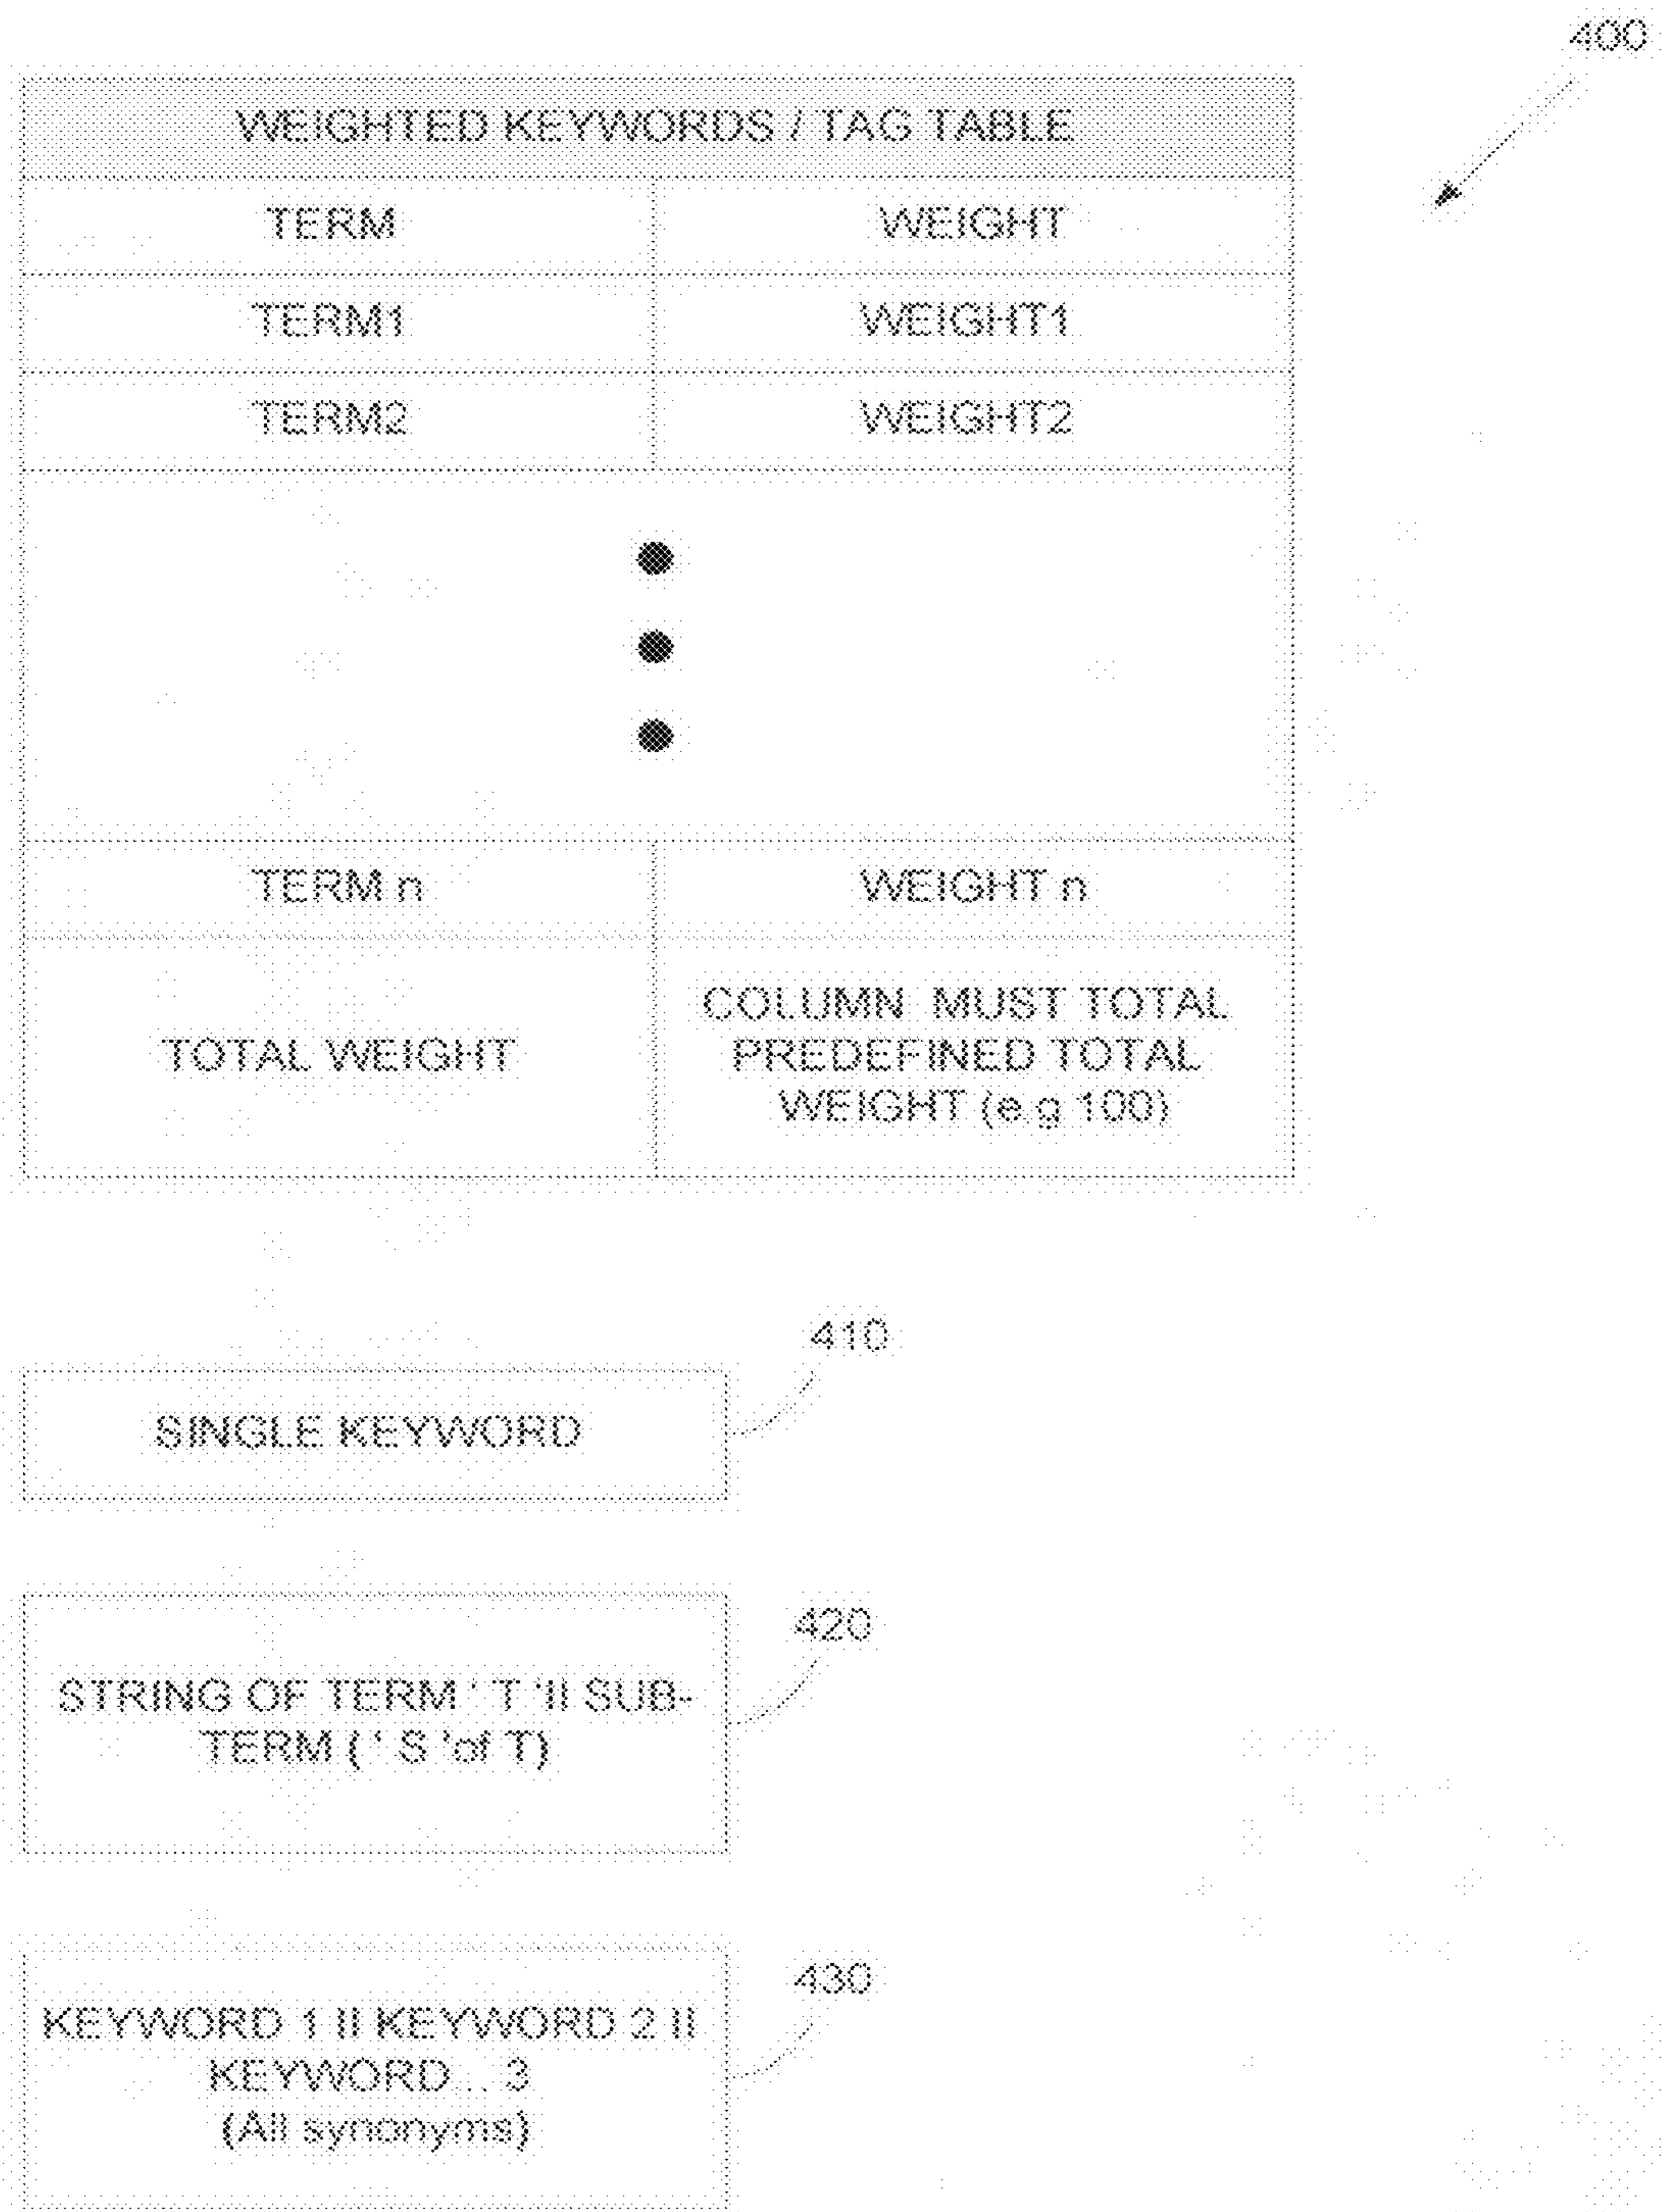 400
WEIGHTED KEYWORDS / TAG TABLE
TERM WEIGHT
TERM1 WEIGHT1
TERM2 WEIGHT2
TERM n WEIGHT n
TOTAL WEIGHT
COLUMN MUST TOTAL
PREDEFINED TOTAL
WEIGHT (e.g 100)
410
SINGLE KEYWORD
420
STRING OF TERM ‘ T ‘II SUB-
TERM ( ‘ S ’of T)
430
KEYWORD 1 II KEYWORD 2 II
KEYWORD... 3
(All synonyms)